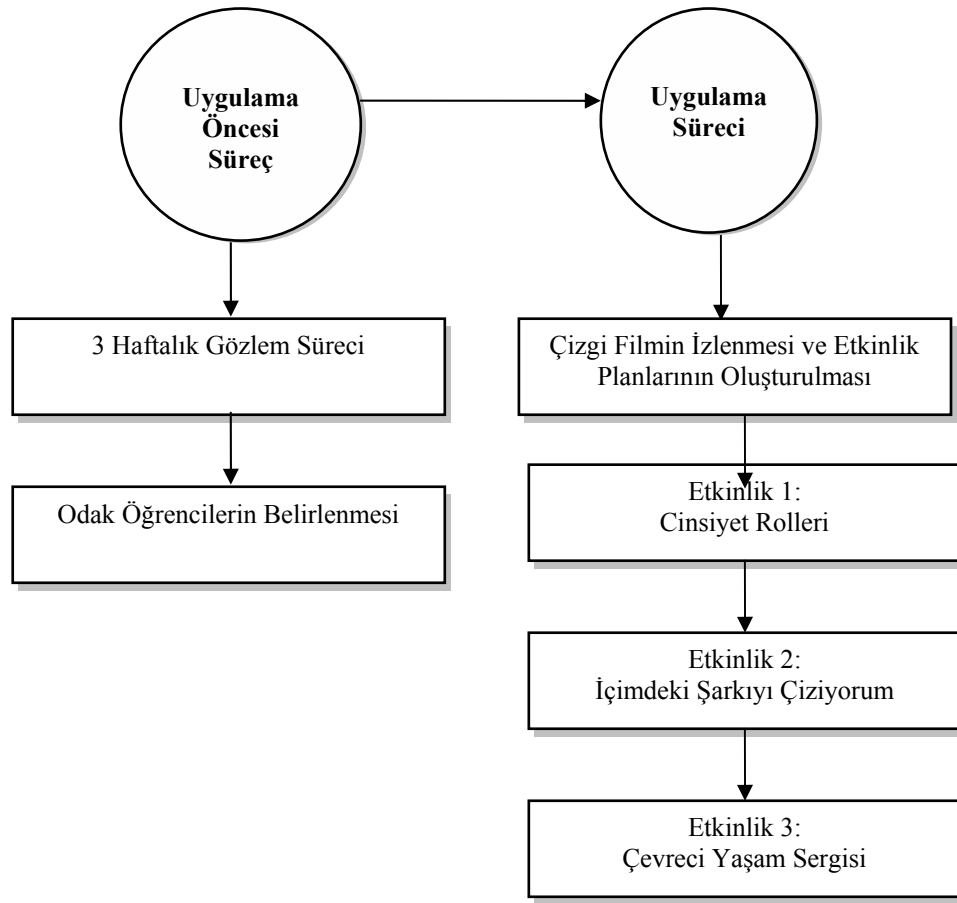 Uygulama
Öncesi
Süreç
Uygulama
Süreci
3 Haftalık Gözlem Süreci
Odak Öğrencilerin Belirlenmesi
Çizgi Filmin İzlenmesi ve Etkinlik
Planlarının Oluşturulması
Etkinlik 1:
Cinsiyet Rolleri
Etkinlik 2:
İçimdeki Şarkıyı Çiziyorum
Etkinlik 3:
Çevreci Yaşam Sergisi